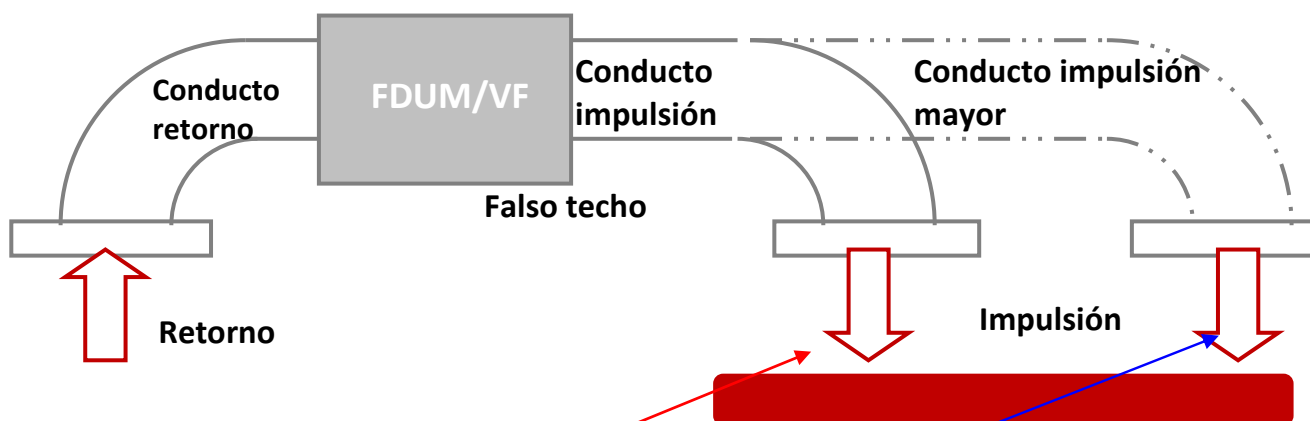 Conducto
retorno
FDUM/VF
Conducto
impulsión
Conducto impulsión
mayor
Falso techo
Retorno
Impulsión